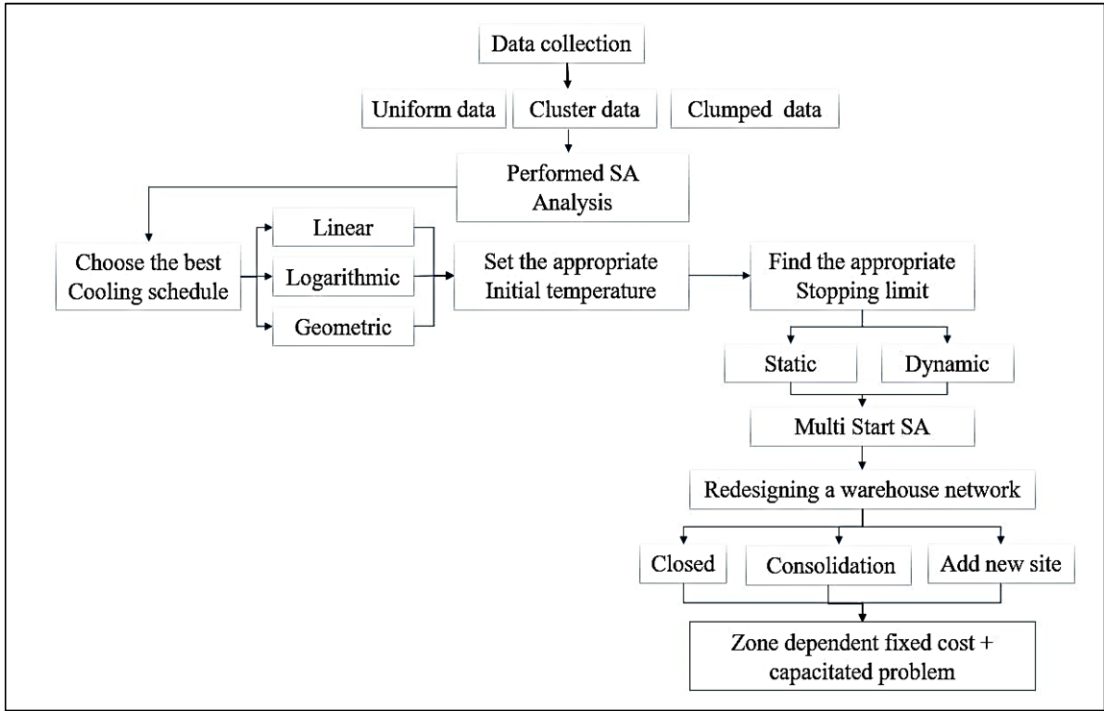 Data collection
Uniform data
Cluster data
Clumped data
Performed SA
Analysis
Choose the best
Cooling schedule
Linear
Logarithmic
Geometric
Set the appropriate
Initial temperature
Find the appropriate
Stopping limit
Static
Dynamic
Multi Start SA
Redesigning a warehouse network
Closed
Consolidation
Add new site
Zone dependent fixed cost +
capacitated problem